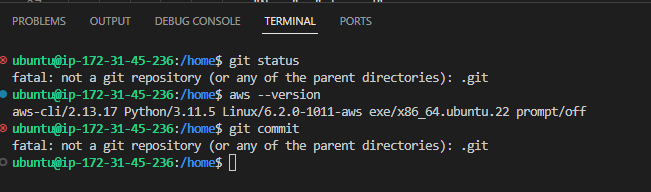 PROBLEMS OUTPUT DEBUG CONSOLE TERMINAL PORTS
ubuntu@ip-172-31-45-236:/home$ git status
fatal: not a git repository (or any of the parent directories): .git
ubuntu@ip-172-31-45-236:/home$ aws --version
aws-cli/2.13.17 Python/3.11.5 Linux/6.2.0-1011-aws exe/x86_64.ubuntu.22 prompt/off
ubuntu@ip-172-31-45-236:/home$ git commit
fatal: not a git repository (or any of the parent directories): .git
ubuntu@ip-172-31-45-236:/home$